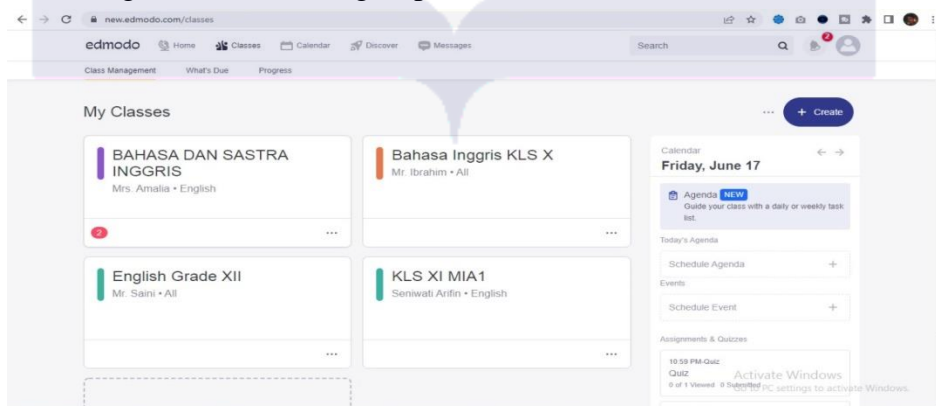 new.edmodo.com/classes
edmodo Home Classes Calendar Discover Messages Search 2
Class Management What's Due Progress
My Classes
... + Create
BAHASA DAN SASTRA
INGGRIS
Mrs. Amalia • English
2 ...
Bahasa Inggris KLS X
Mr. Ibrahim • All
...
English Grade XII
Mr. Saini • All
...
KLS XI MIA1
Seniwati Arifin • English
...
Calendar
Friday, June 17
Agenda NEW
Guide your class with a daily or weekly task
list.
Today's Agenda
Schedule Agenda +
Events
Schedule Event +
Assignments & Quizzes
10:59 PM-Quiz
Quiz
0 of 1 Viewed 0 Submitted
Activate Windows
Go to PC settings to activate Windows.